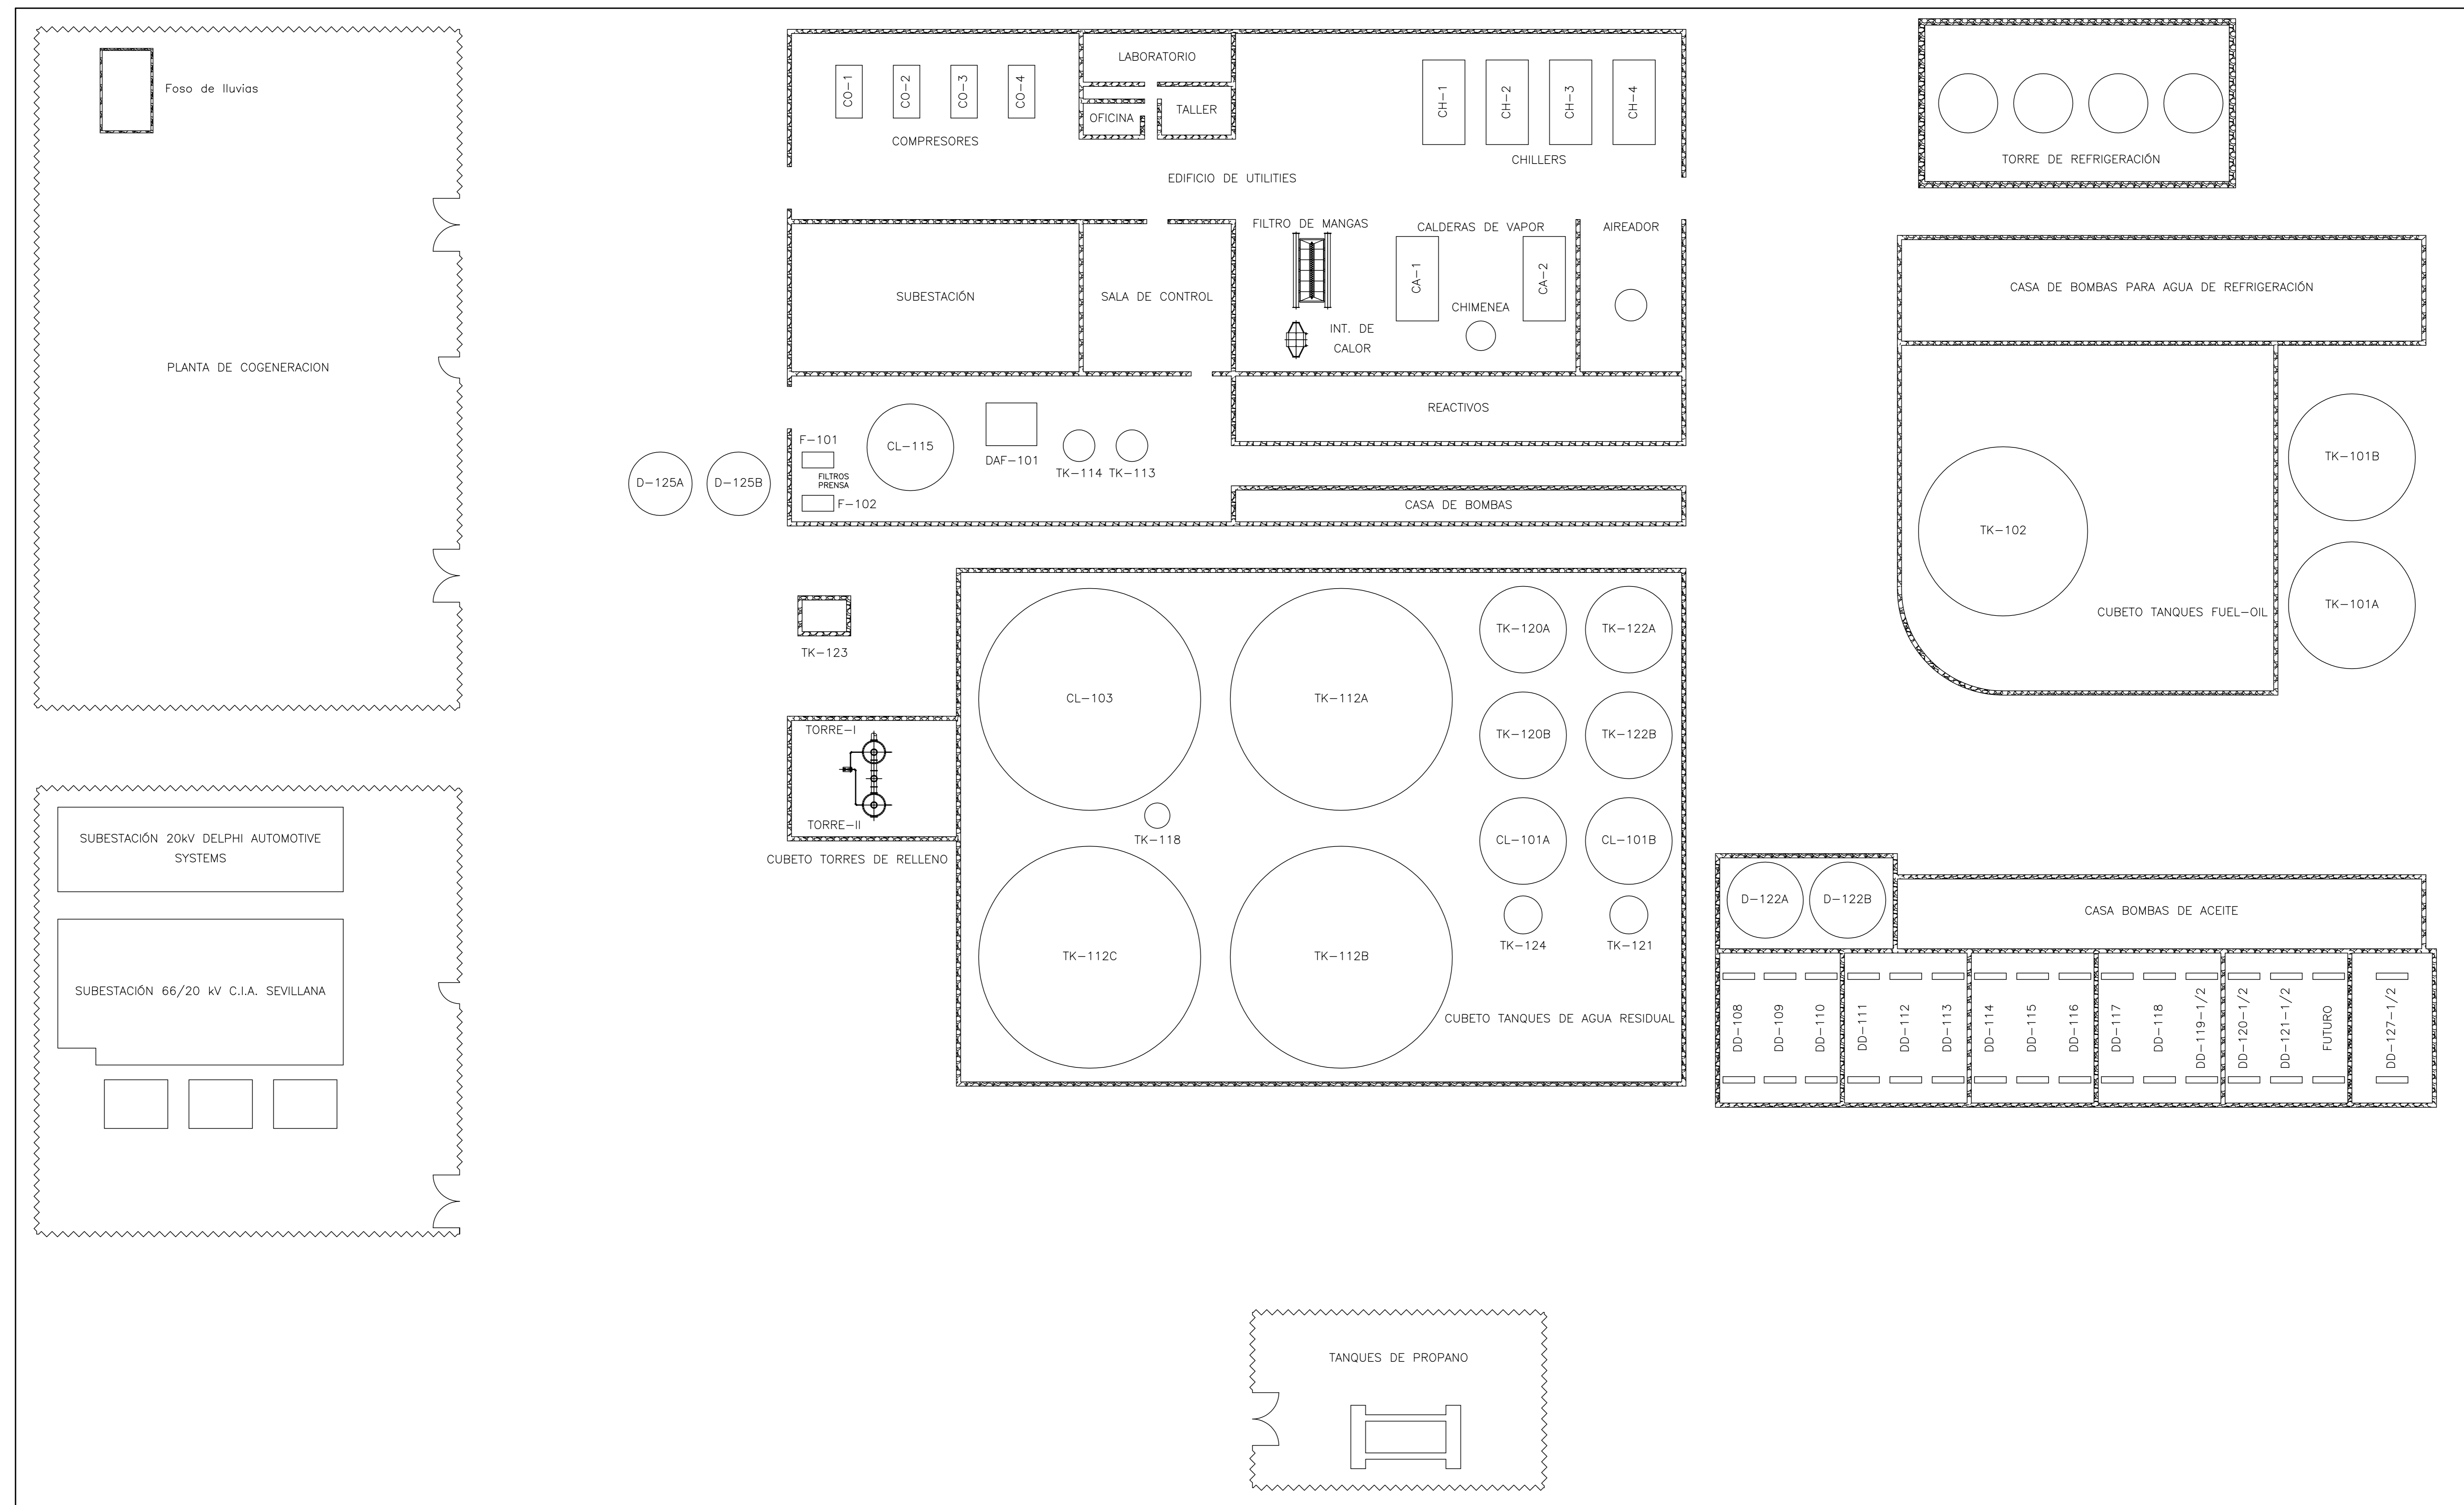 Foso de lluvias
PLANTA DE COGENERACION
SUBESTACIÓN 20kV DELPHI AUTOMOTIVE
SYSTEMS
SUBESTACIÓN 66/20 kV C.I.A. SEVILLANA
CO-1
CO-2
CO-3
CO-4
COMPRESORES
LABORATORIO
OFICINA
TALLER
CH-1
CH-2
CH-3
CH-4
CHILLERS
EDIFICIO DE UTILITIES
SUBESTACIÓN
SALA DE CONTROL
FILTRO DE MANGAS
INT. DE
CALOR
CALDERAS DE VAPOR
CA-1
CHIMENEA
CA-2
AIREADOR
REACTIVOS
D-125A
D-125B
F-101
FILTROS
PRENSA
F-102
CL-115
DAF-101
TK-114
TK-113
CASA DE BOMBAS
TK-123
TORRE-I
TORRE-II
CUBETO TORRES DE RELLENO
CL-103
TK-112A
TK-118
TK-112C
TK-112B
TK-120A
TK-122A
TK-120B
TK-122B
CL-101A
CL-101B
TK-124
TK-121
CUBETO TANQUES DE AGUA RESIDUAL
TORRE DE REFRIGERACIÓN
CASA DE BOMBAS PARA AGUA DE REFRIGERACIÓN
TK-102
CUBETO TANQUES FUEL-OIL
TK-101B
TK-101A
D-122A
D-122B
CASA BOMBAS DE ACEITE
DD-108
DD-109
DD-110
DD-111
DD-112
DD-113
DD-114
DD-115
DD-116
DD-117
DD-118
DD-119-1/2
DD-120-1/2
DD-121-1/2
FUTURO
DD-127-1/2
TANQUES DE PROPANO